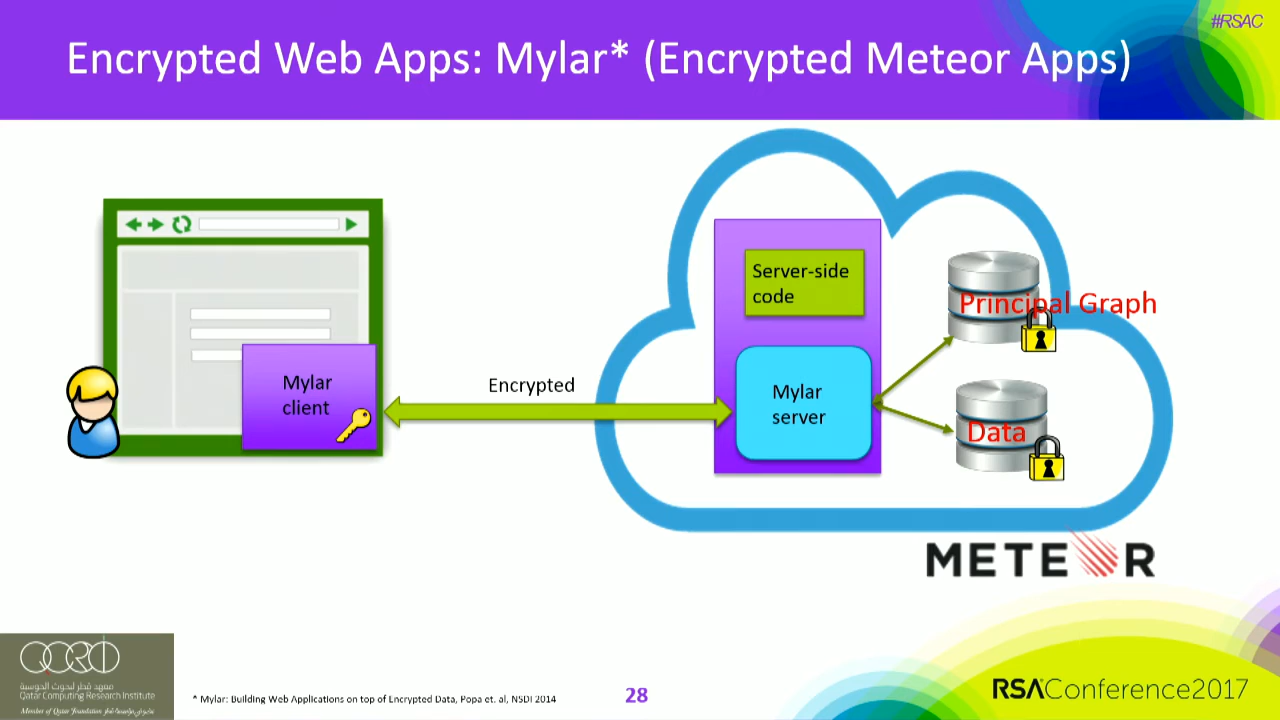 #RSAC
Encrypted Web Apps: Mylar* (Encrypted Meteor Apps)
Server-side
code
Principal Graph
Mylar
client
Encrypted
Mylar
server
Data
METEOR
QCRI
معهد قطر لبحوث الحوسبة
Qatar Computing Research Institute
Member of Qatar Foundation
* Mylar: Building Web Applications on top of Encrypted Data, Popa et. al, NSDI 2014
28
RSAConference2017